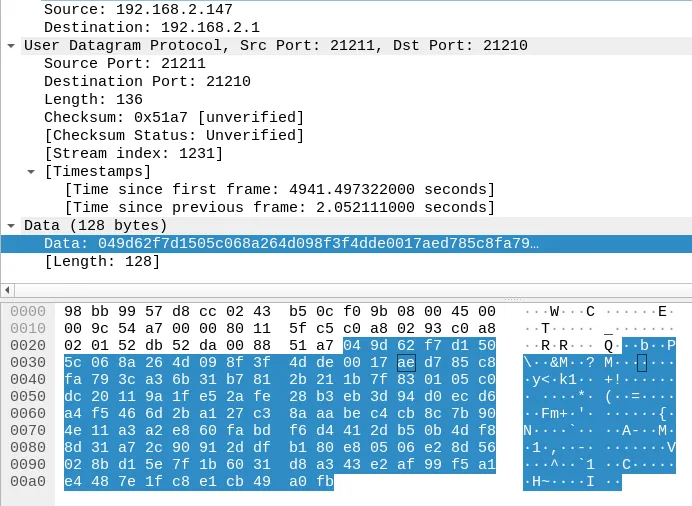 Source: 192.168.2.147
Destination: 192.168.2.1
User Datagram Protocol, Src Port: 21211, Dst Port: 21210
Source Port: 21211
Destination Port: 21210
Length: 136
Checksum: 0x51a7 [unverified]
[Checksum Status: Unverified]
[Stream index: 1231]
[Timestamps]
[Time since first frame: 4941.497322000 seconds]
[Time since previous frame: 2.052111000 seconds]
Data (128 bytes)
Data: 049d62f7d1505c068a264d098f3f4dde0017aed785c8fa79…
[Length: 128]
0000 98 bb 99 57 d8 cc 02 43 b5 0c f0 9b 08 00 45 00 ···W···C ······E·
0010 00 9c 54 a7 00 00 80 11 5f c5 c0 a8 02 93 c0 a8 ··T····· _·······
0020 02 01 52 db 52 da 00 88 51 a7 04 9d 62 f7 d1 50 ··R·R··· Q···b··P
0030 5c 06 8a 26 4d 09 8f 3f 4d de 00 17 ae d7 85 c8 \··&M··? M·······
0040 fa 79 3c a3 6b 31 b7 81 2b 21 1b 7f 83 01 05 c0 ·y<·k1·· +!······
0050 dc 20 11 9a 1f e5 2a fe 28 b3 eb 3d 94 d0 ec d6 · ····*· (··=····
0060 a4 f5 46 6d 2b a1 27 c3 8a aa be c4 cb 8c 7b 90 ··Fm+·'· ······{·
0070 4e 11 a3 a2 e8 60 fa bd f6 d4 41 2d b5 0b 4d f8 N····`·· ··A-··M·
0080 8d 31 a7 2c 90 91 2d df b1 80 e8 05 06 e2 8d 56 ·1·,··-· ·······V
0090 02 8b d1 5e 7f 1b 60 31 d8 a3 43 e2 af 99 f5 a1 ···^··`1 ··C·····
00a0 e4 48 7e 1f c8 e1 cb 49 a0 fb ·H~····I ··